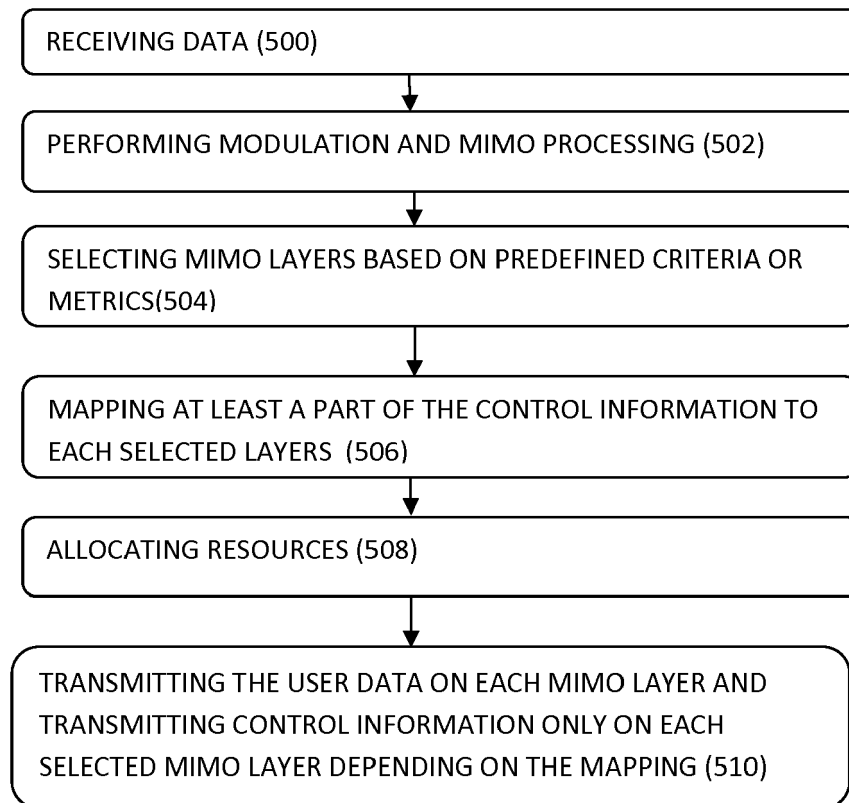 RECEIVING DATA (500)
PERFORMING MODULATION AND MIMO PROCESSING (502)
SELECTING MIMO LAYERS BASED ON PREDEFINED CRITERIA OR
METRICS(504)
MAPPING AT LEAST A PART OF THE CONTROL INFORMATION TO
EACH SELECTED LAYERS (506)
ALLOCATING RESOURCES (508)
TRANSMITTING THE USER DATA ON EACH MIMO LAYER AND
TRANSMITTING CONTROL INFORMATION ONLY ON EACH
SELECTED MIMO LAYER DEPENDING ON THE MAPPING (510)